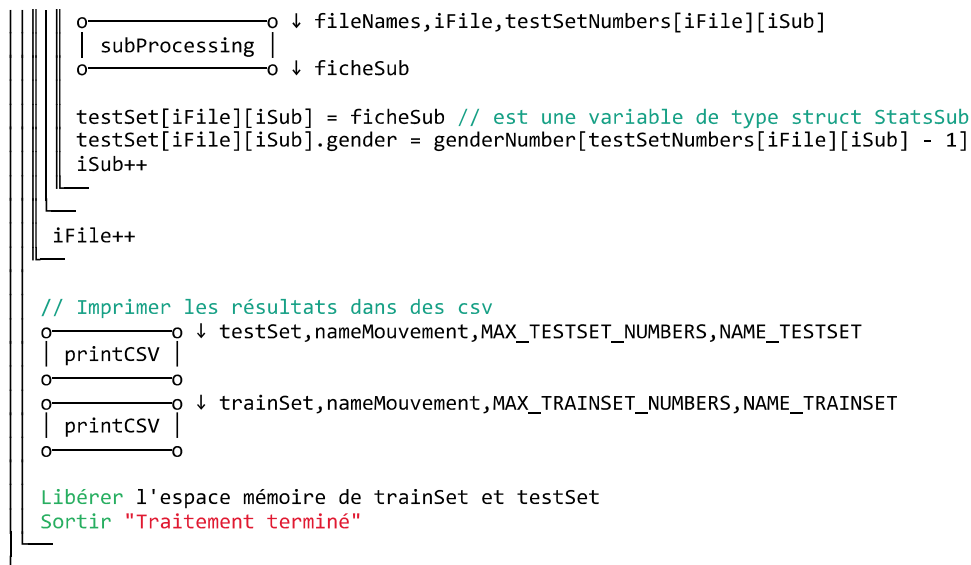 ↓ fileNames,iFile,testSetNumbers[iFile][iSub]
subProcessing
↓ ficheSub
testSet[iFile][iSub] = ficheSub // est une variable de type struct StatsSub
testSet[iFile][iSub].gender = genderNumber[testSetNumbers[iFile][iSub] - 1]
iSub++
iFile++
// Imprimer les résultats dans des csv
↓ testSet,nameMouvement,MAX_TESTSET_NUMBERS,NAME_TESTSET
printCSV
↓ trainSet,nameMouvement,MAX_TRAINSET_NUMBERS,NAME_TRAINSET
printCSV
Libérer l'espace mémoire de trainSet et testSet
Sortir "Traitement terminé"